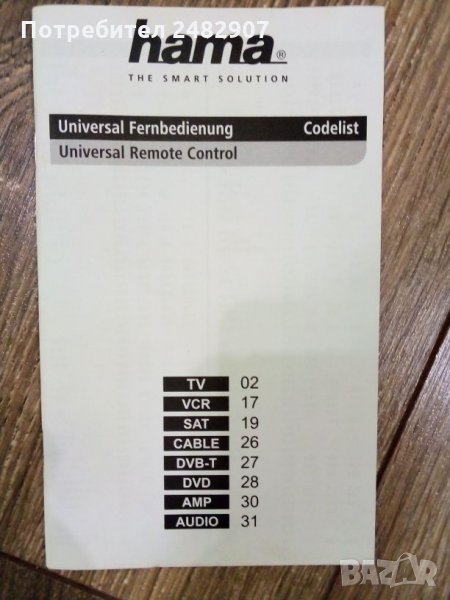 Потребител 2482907
hama®
THE SMART SOLUTION
Universal Fernbedienung Codelist
Universal Remote Control
TV 02
VCR 17
SAT 19
CABLE 26
DVB-T 27
DVD 28
AMP 30
AUDIO 31
BAZAR